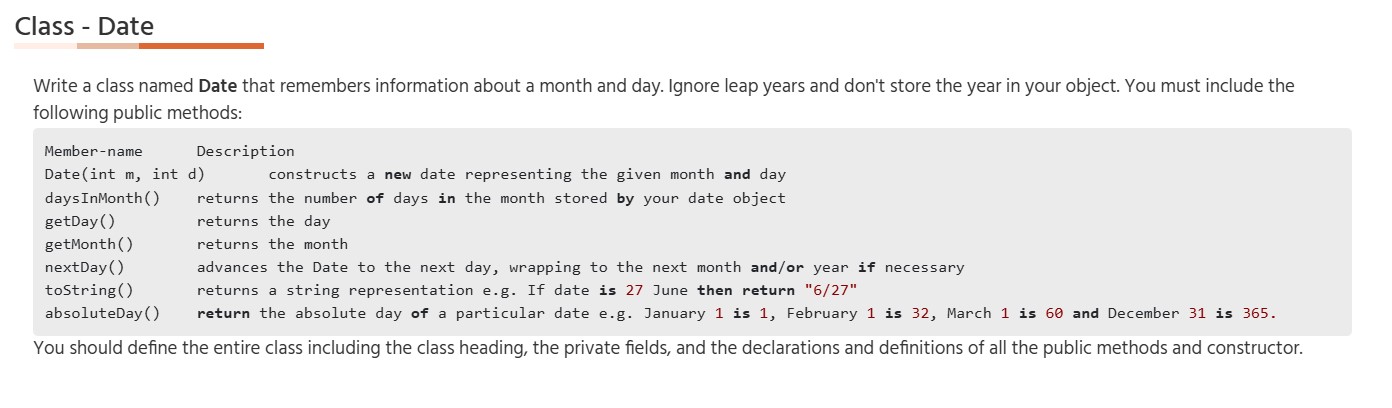 Class - Date
Write a class named Date that remembers information about a month and day. Ignore leap years and don't store the year in your object. You must include the
following public methods:
Member-name      Description
Date(int m, int d)       constructs a new date representing the given month and day
daysInMonth()    returns the number of days in the month stored by your date object
getDay()         returns the day
getMonth()       returns the month
nextDay()        advances the Date to the next day, wrapping to the next month and/or year if necessary
toString()       returns a string representation e.g. If date is 27 June then return "6/27"
absoluteDay()    return the absolute day of a particular date e.g. January 1 is 1, February 1 is 32, March 1 is 60 and December 31 is 365.
You should define the entire class including the class heading, the private fields, and the declarations and definitions of all the public methods and constructor.